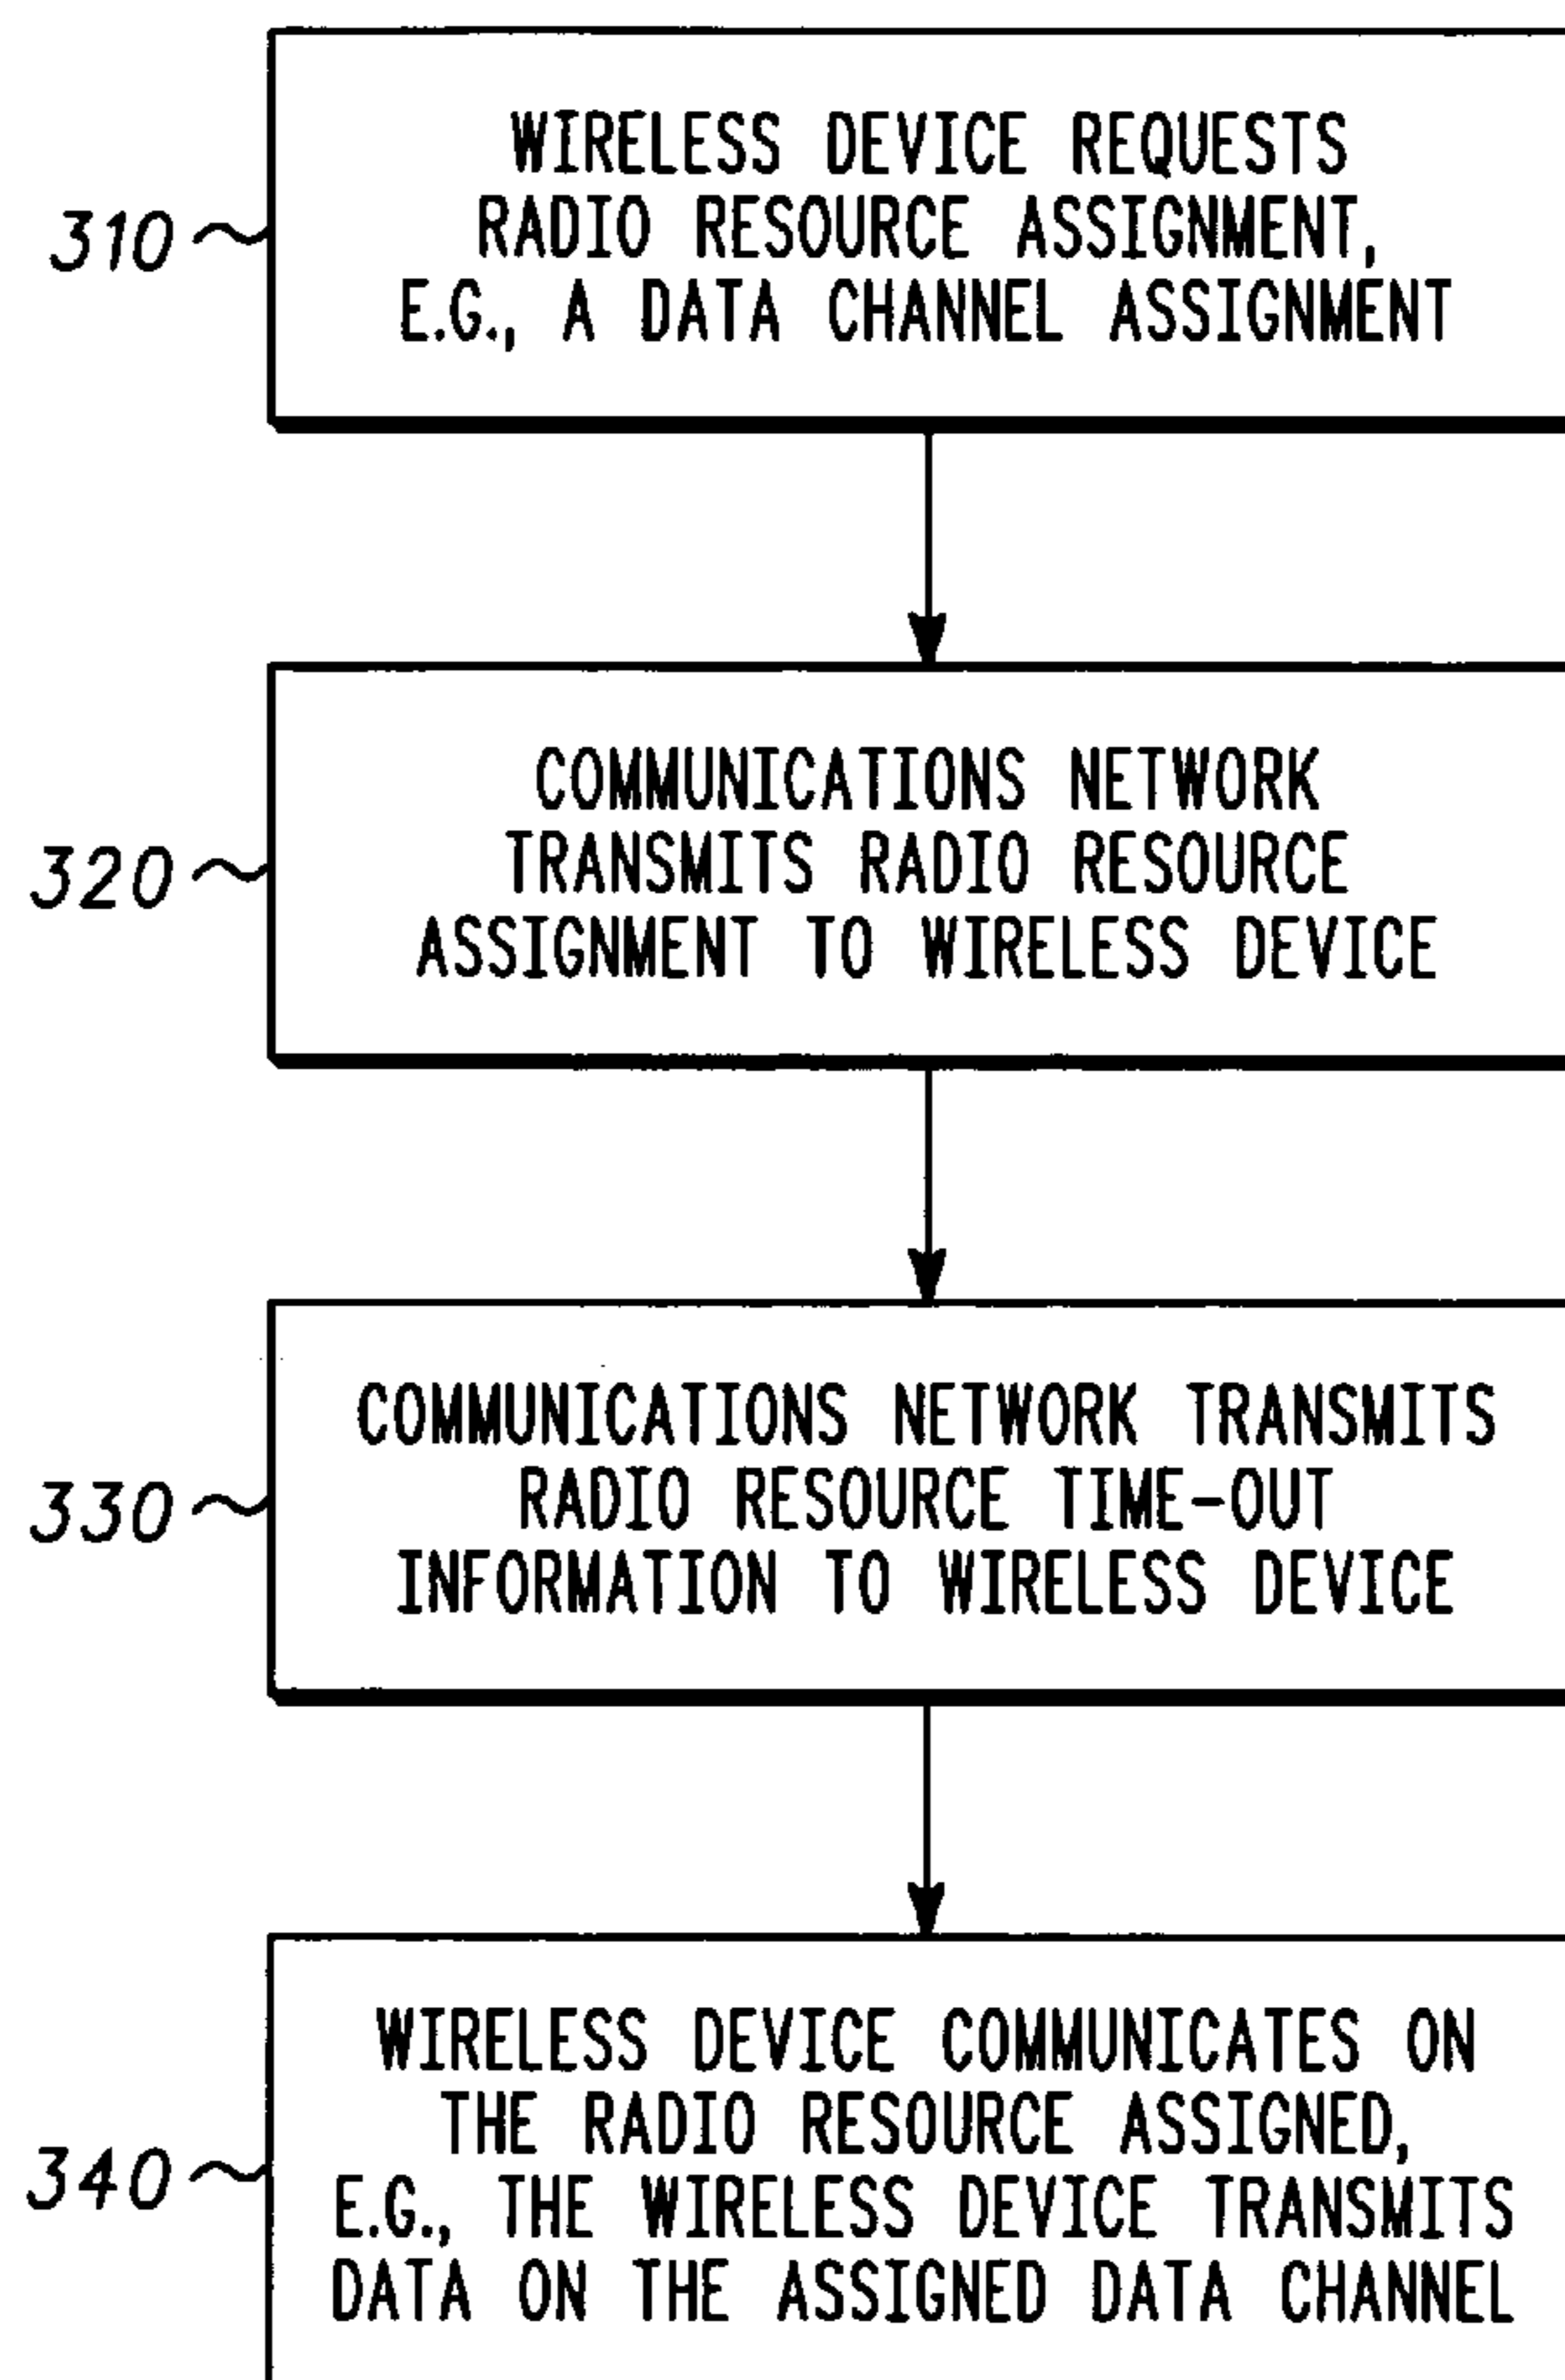 WIRELESS DEVICE REQUESTS
310 RADIO RESOURCE ASSIGNMENT,
E.G., A DATA CHANNEL ASSIGNMENT
COMMUNICATIONS NETWORK
320 TRANSMITS RADIO RESOURCE
ASSIGNMENT TO WIRELESS DEVICE
COMMUNICATIONS NETWORK TRANSMITS
330 RADIO RESOURCE TIME-OUT
INFORMATION TO WIRELESS DEVICE
WIRELESS DEVICE COMMUNICATES ON
THE RADIO RESOURCE ASSIGNED,
340 E.G., THE WIRELESS DEVICE TRANSMITS
DATA ON THE ASSIGNED DATA CHANNEL